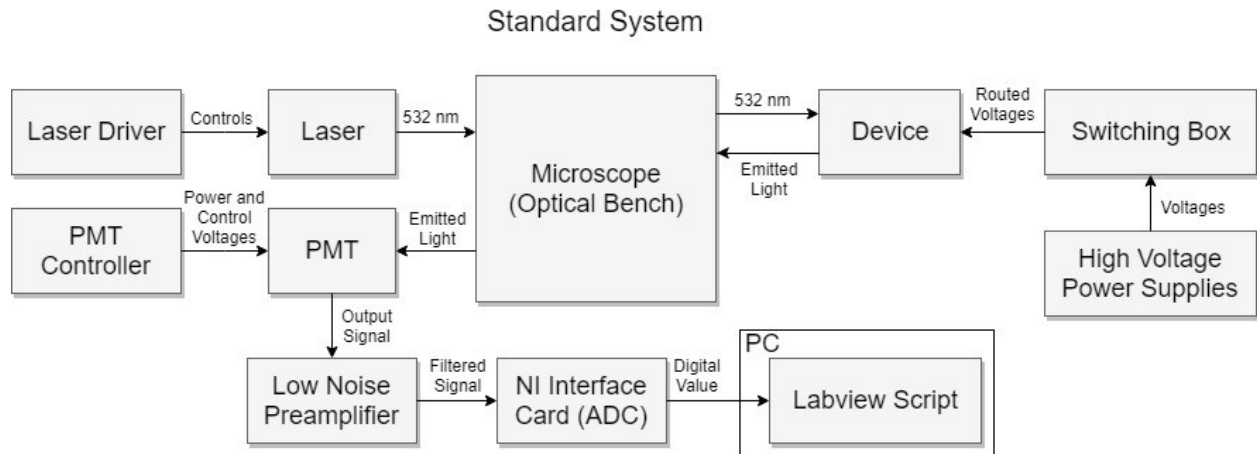 Standard System
Laser Driver
Controls
Laser
532 nm
Microscope
(Optical Bench)
532 nm
Emitted
Light
Device
Routed
Voltages
Switching Box
Voltages
High Voltage
Power Supplies
PMT
Controller
Power and
Control
Voltages
PMT
Emitted
Light
Output
Signal
Low Noise
Preamplifier
Filtered
Signal
NI Interface
Card (ADC)
Digital
Value
PC
Labview Script